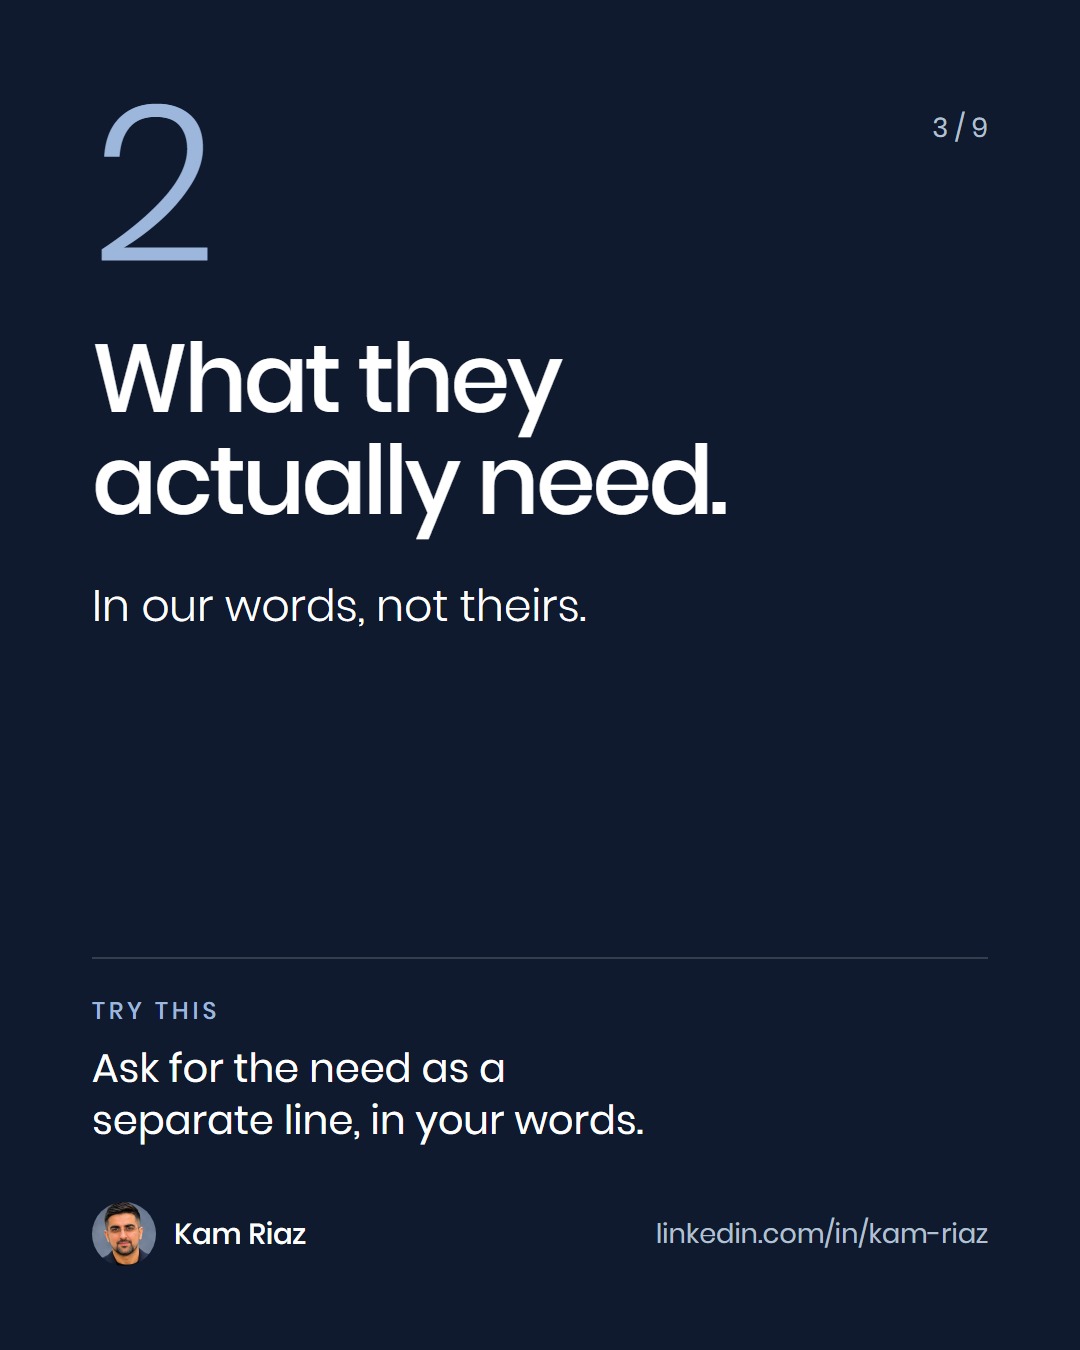 2
3 / 9
What they
actually need.
In our words, not theirs.
TRY THIS
Ask for the need as a
separate line, in your words.
Kam Riaz
linkedin.com/in/kam-riaz